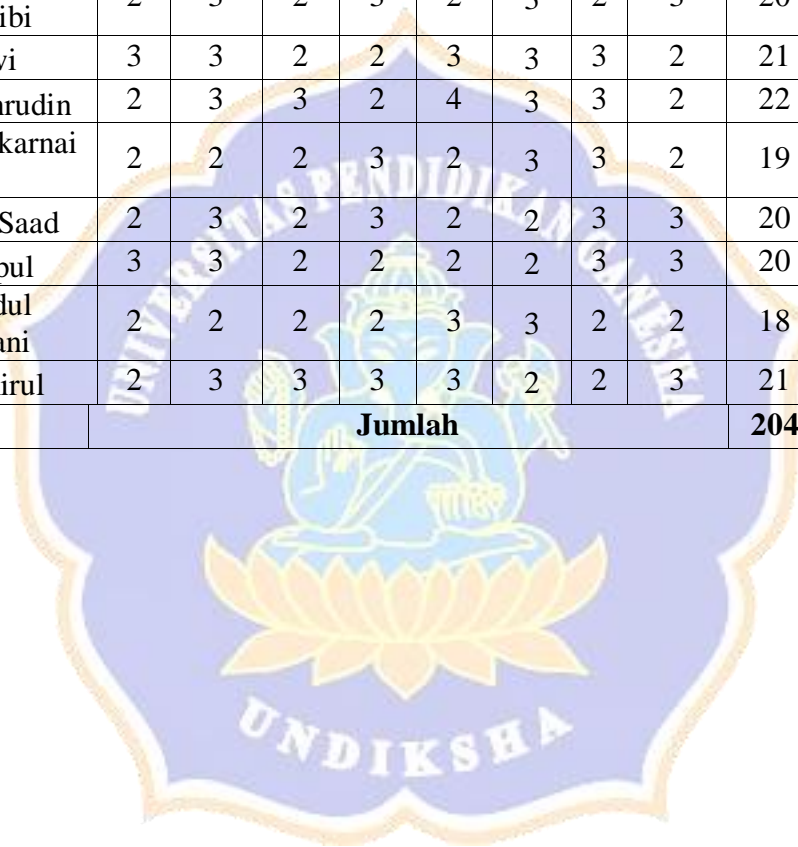 ibi 2 3 2 3 2 3 2 3 20
vi 3 3 2 2 3 3 3 2 21
rudin 2 3 3 2 4 3 3 2 22
karnai 2 2 2 3 2 3 3 2 19
Saad 2 3 2 3 2 2 3 3 20
pul 3 3 2 2 2 2 3 3 20
dul
ani 2 2 2 2 3 3 2 2 18
irul 2 3 3 3 3 2 2 3 21
Jumlah 204
UNIVERSITAS PENDIDIKAN GANESHA
UNDIKSHA